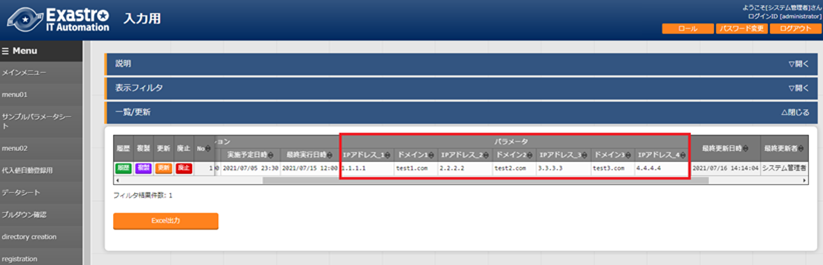 Exastro
IT Automation
入力用
ようこそ[システム管理者]さん
ログインID [administrator]
ロール
パスワード変更
ログアウト
☰ Menu
メインメニュー
menu01
サンプルパラメータシート
menu02
代入値自動登録用
データシート
プルダウン確認
directory creation
registration
説明
▽開く
表示フィルタ
▽開く
一覧/更新
△閉じる
履歴 複製 更新 廃止 No ション パラメータ 最終更新日時 最終更新者
実施予定日時 最終実行日時 IPアドレス_1 ドメイン1 IPアドレス_2 ドメイン2 IPアドレス_3 ドメイン3 IPアドレス_4
履歴 複製 更新 廃止 1 2021/07/05 23:30 2021/07/15 12:00 1.1.1.1 test1.com 2.2.2.2 test2.com 3.3.3.3 test3.com 4.4.4.4 2021/07/16 14:14:04 システム管理者
フィルタ結果件数: 1
Excel出力